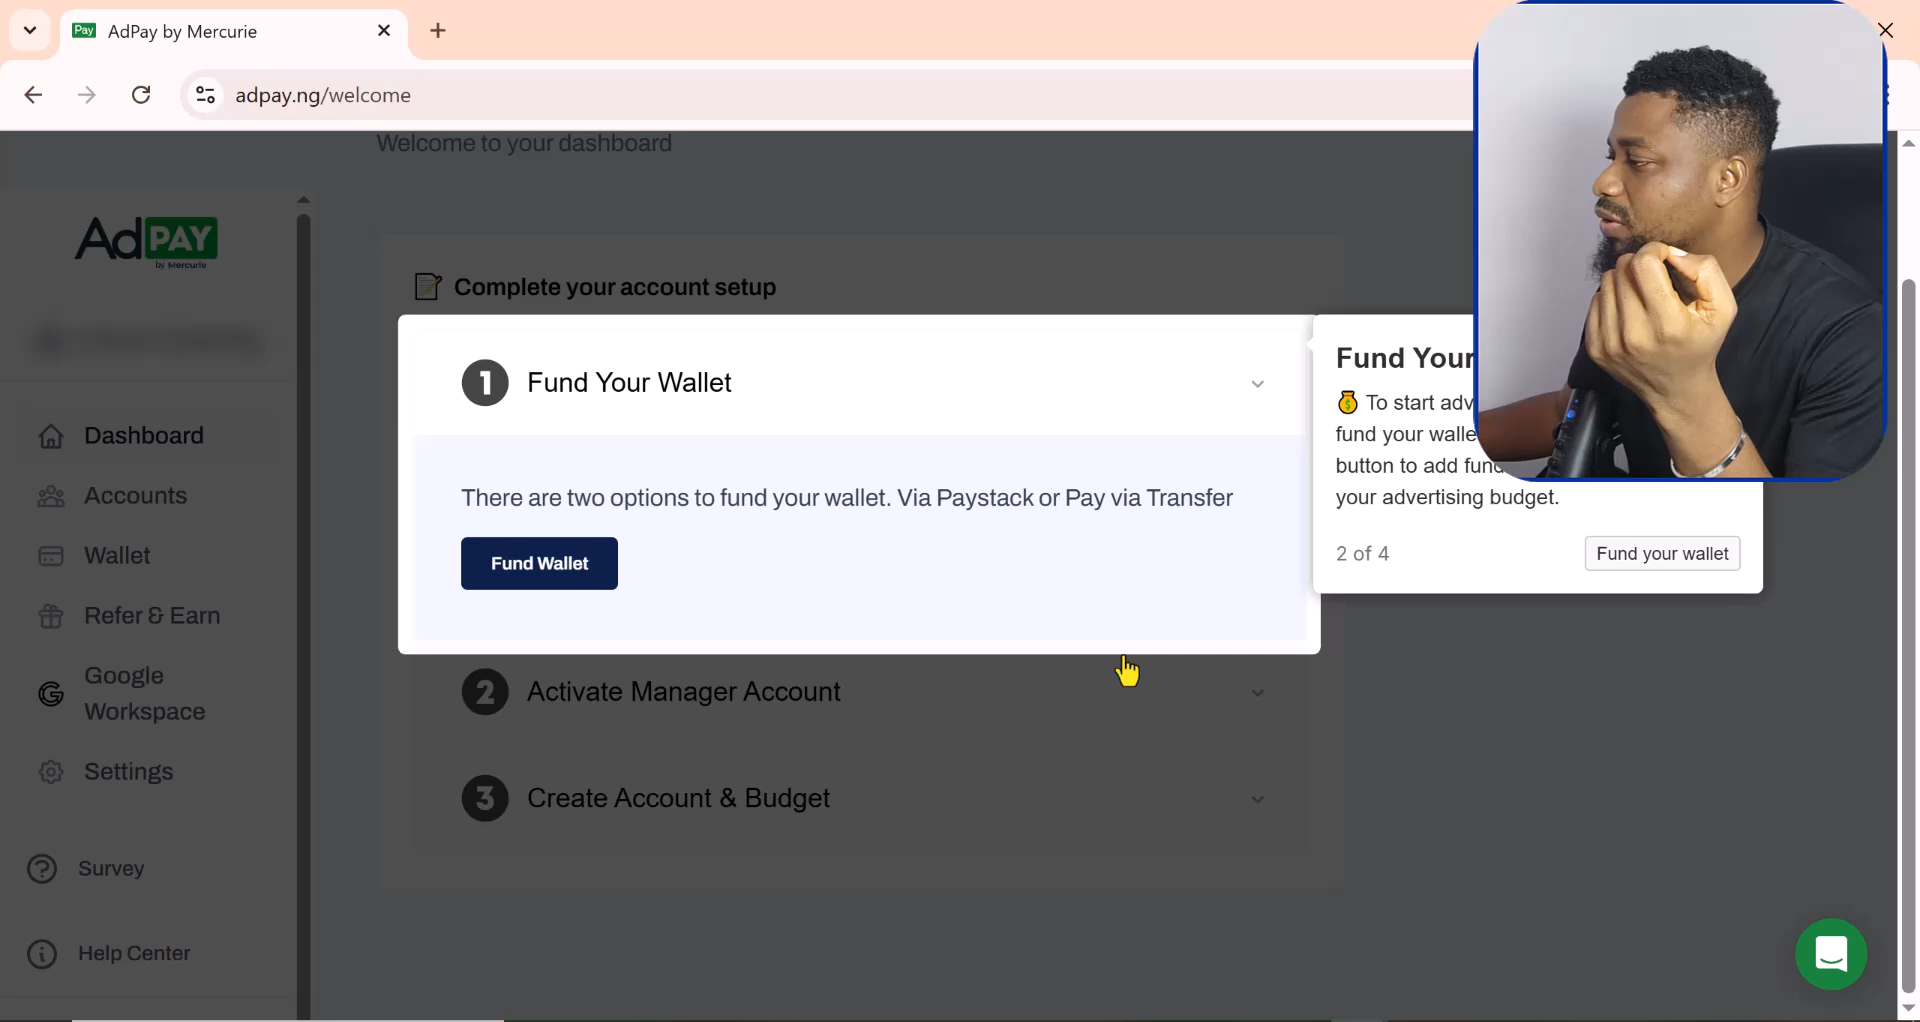 Pay AdPay by Mercurie
adpay.ng/welcome
Welcome to your dashboard
AdPAY
by Mercurie
Dashboard
Accounts
Wallet
Refer & Earn
Google
Workspace
Settings
Survey
Help Center
Complete your account setup
1 Fund Your Wallet
There are two options to fund your wallet. Via Paystack or Pay via Transfer
Fund Wallet
2 Activate Manager Account
3 Create Account & Budget
Fund Your
To start
fund your
button to add
your advertising budget.
2 of 4
Fund your wallet